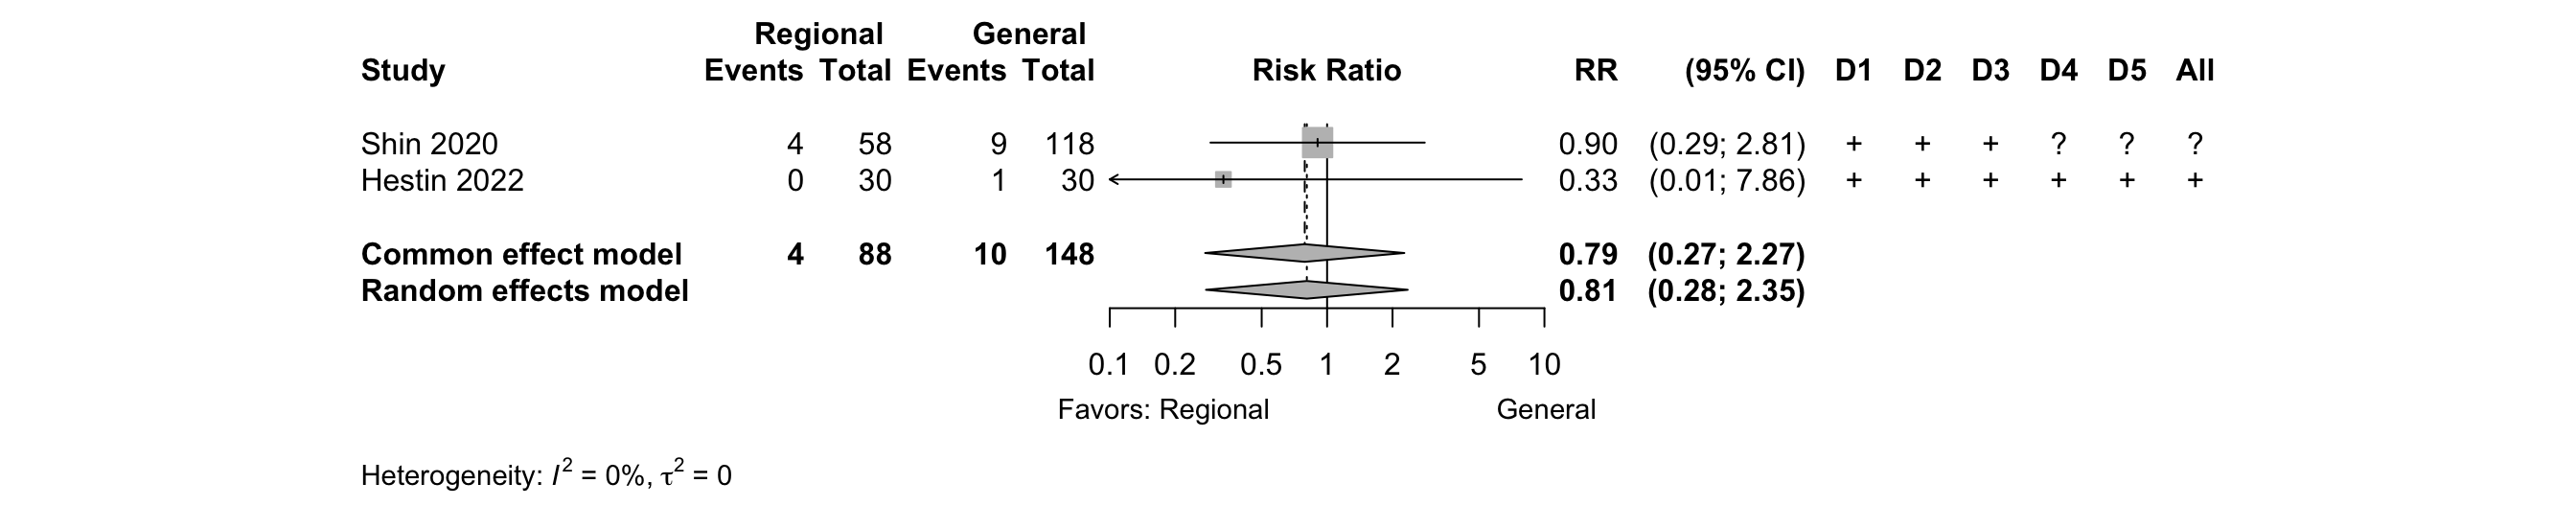 Regional General
Study Events Total Events Total Risk Ratio RR (95% CI) D1 D2 D3 D4 D5 All
Shin 2020 4 58 9 118 0.90 (0.29; 2.81) + + + ? ? ?
Hestin 2022 0 30 1 30 0.33 (0.01; 7.86) + + + + + +
Common effect model 4 88 10 148 0.79 (0.27; 2.27)
Random effects model 0.81 (0.28; 2.35)
0.1 0.2 0.5 1 2 5 10
Favors: Regional General
Heterogeneity: I² = 0%, τ² = 0